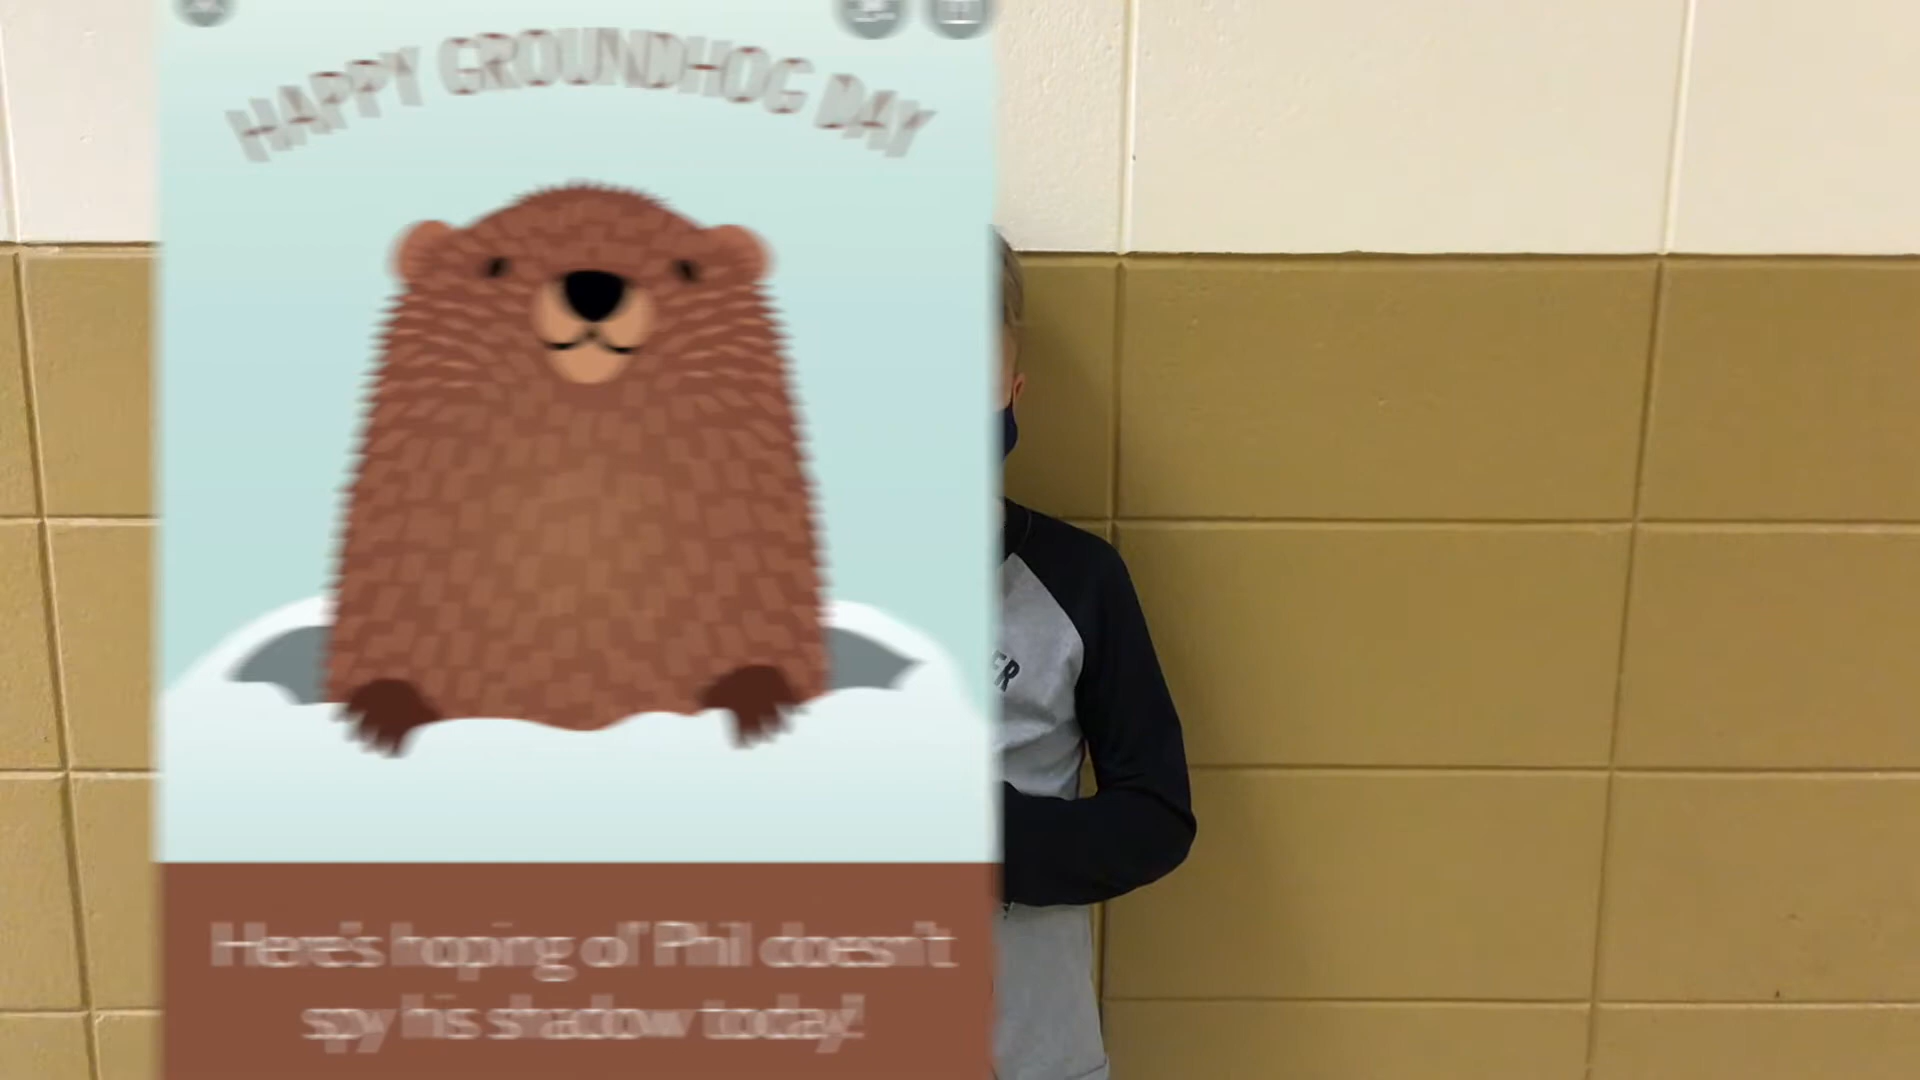 HAPPY GROUNDHOG DAY
Here's hoping ol' Phil doesn't
spy his shadow today!